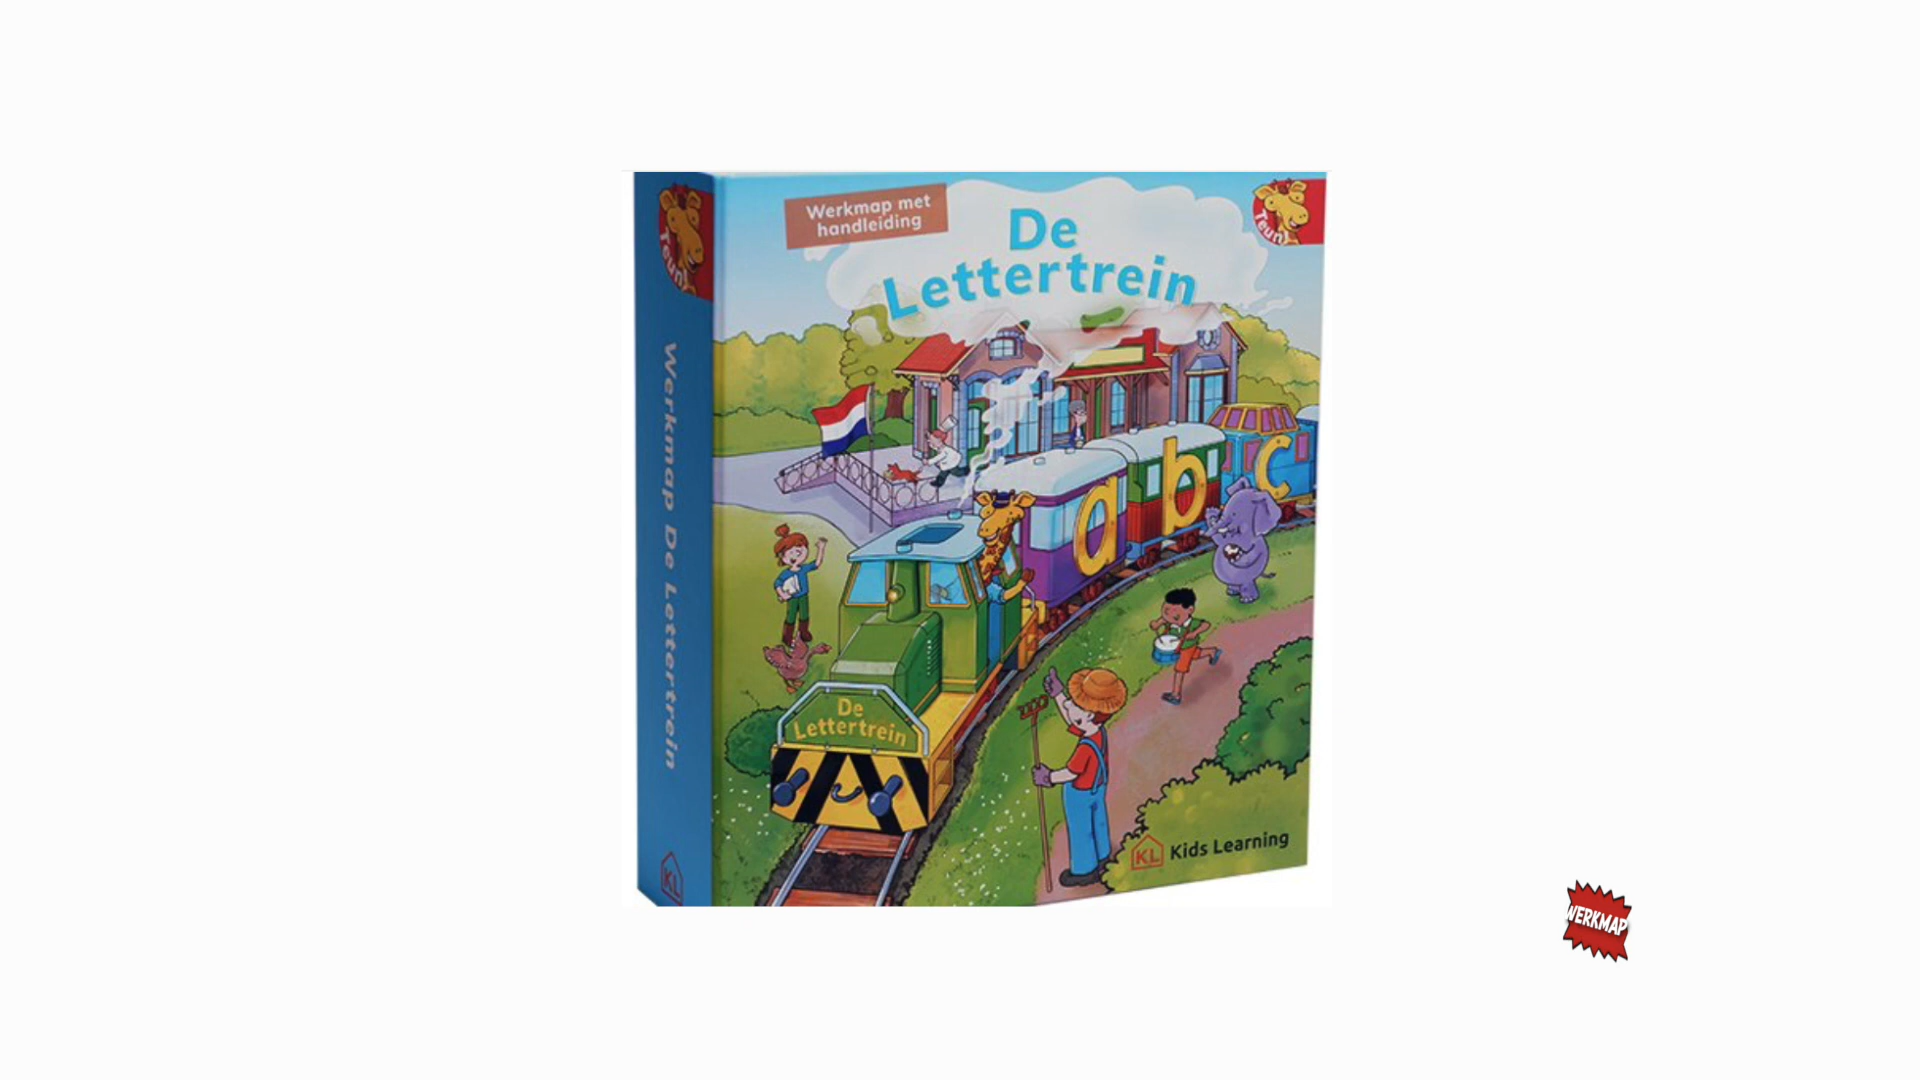 Werkmap met
handleiding
De
Lettertrein
Teun
Teun
Werkmap De Lettertrein
a b c
De
Lettertrein
KL Kids Learning
KL
WERKMAP